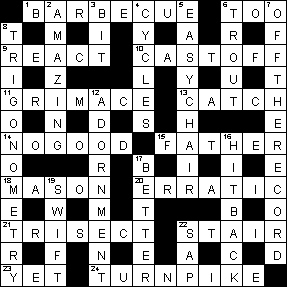 1 B 2 A R 3 B E 4 C U 5 E 6 T O 7 O
8 T M I Y A R F
9 R E A C T 10 C A S T O F F
I Z L Y U T
11 G R I M 12 A C E S 13 C A T C H
O N D S H E
14 N O G O O D 15 F A T 16 H E R
O R 17 B I I E
18 M A 19 S O N 20 E R R A T I C
E W M T B O
21 T R I S E C T 22 S T A I R
R F N E A C D
23 Y E T 24 T U R N P I K E